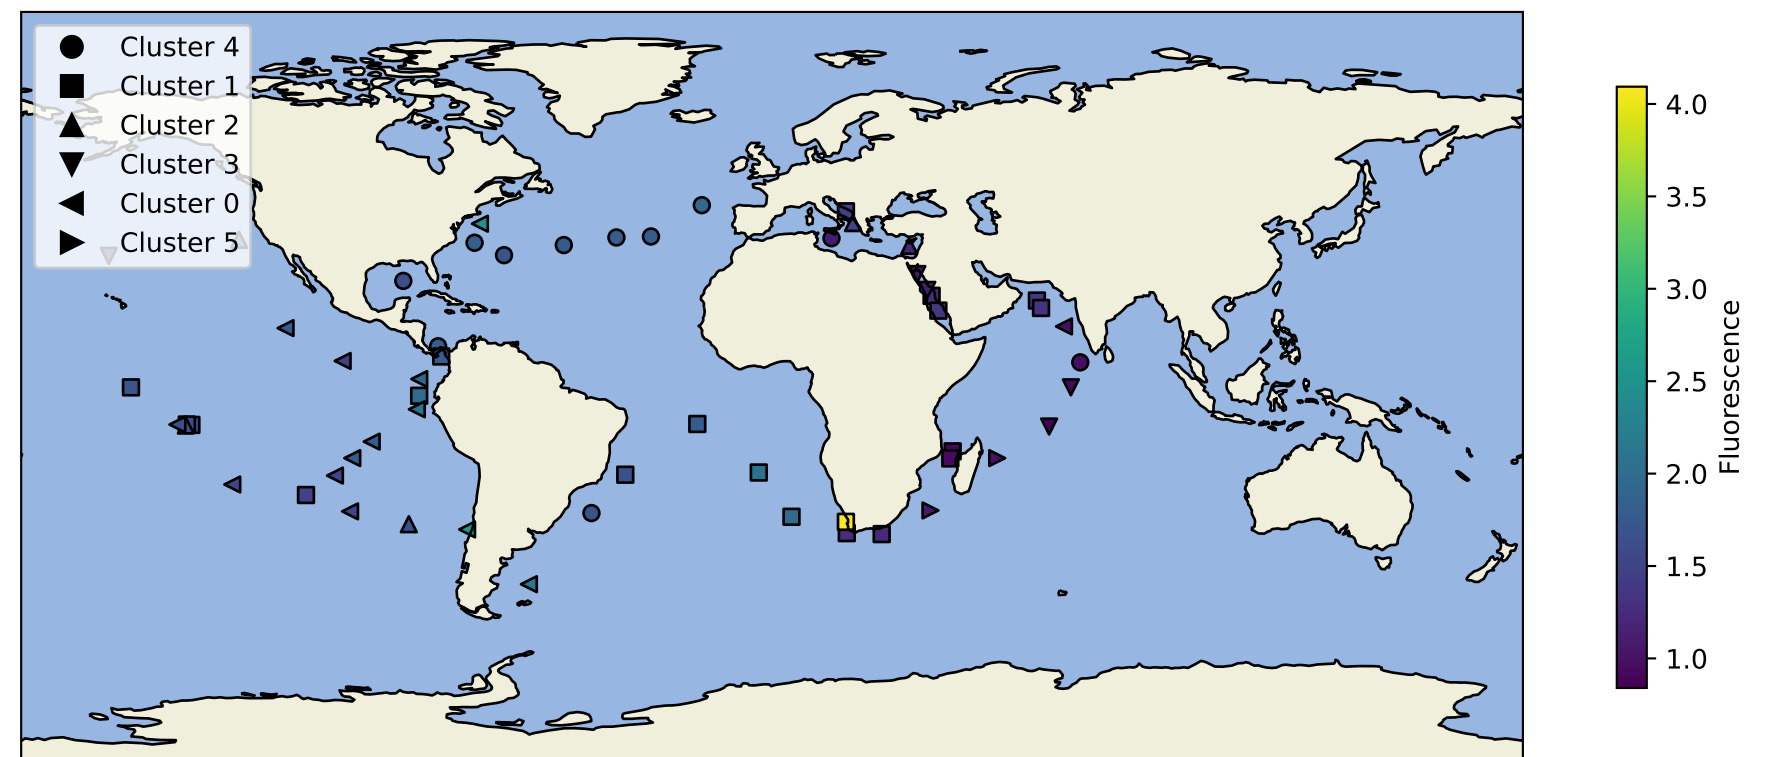 Cluster 4
Cluster 1
Cluster 2
Cluster 3
Cluster 0
Cluster 5
4.0
3.5
3.0
2.5
2.0
1.5
1.0
Fluorescence